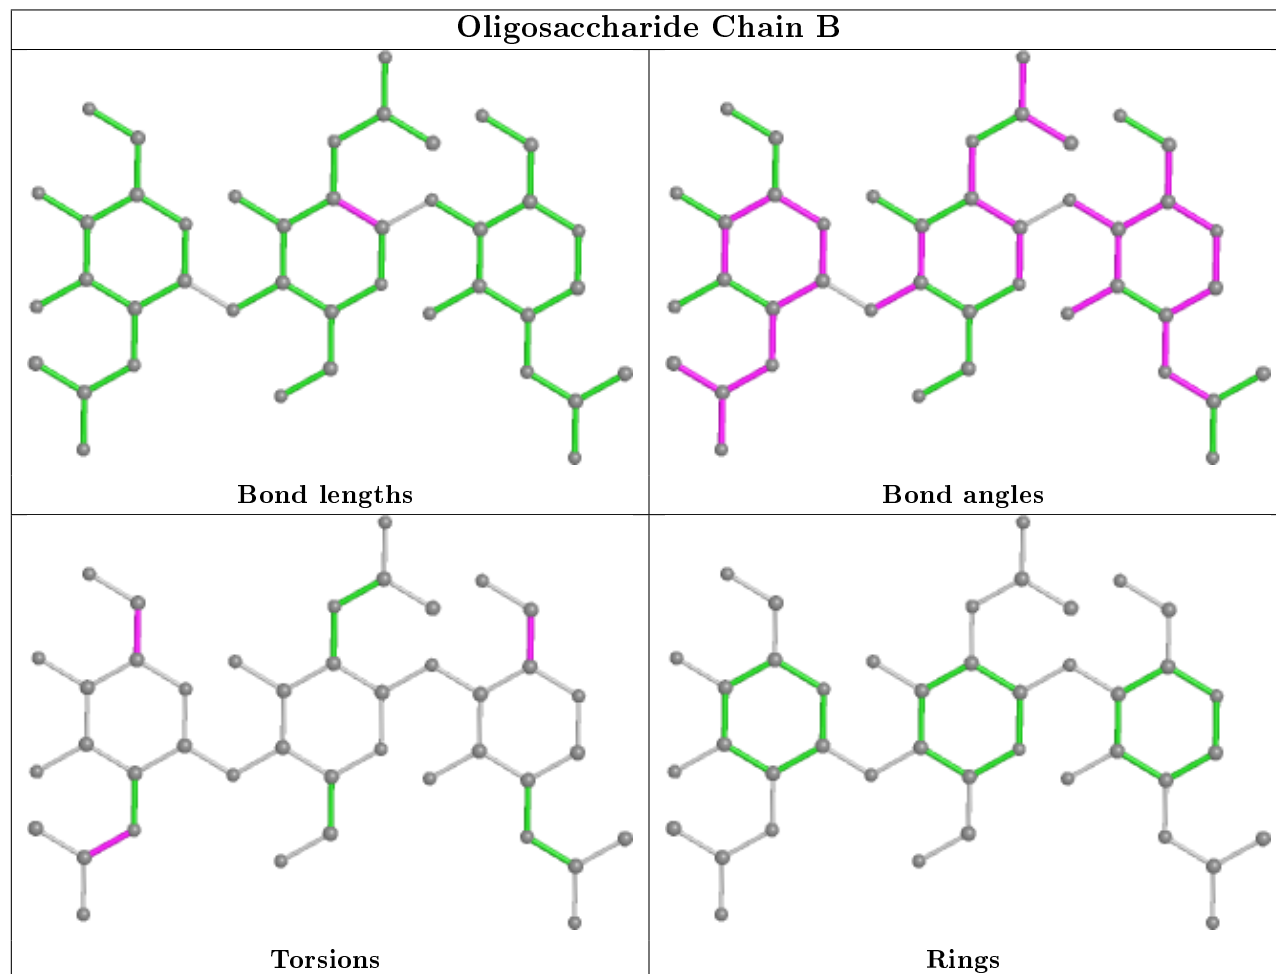 Oligosaccharide Chain B
Bond lengths
Bond angles
Torsions
Rings